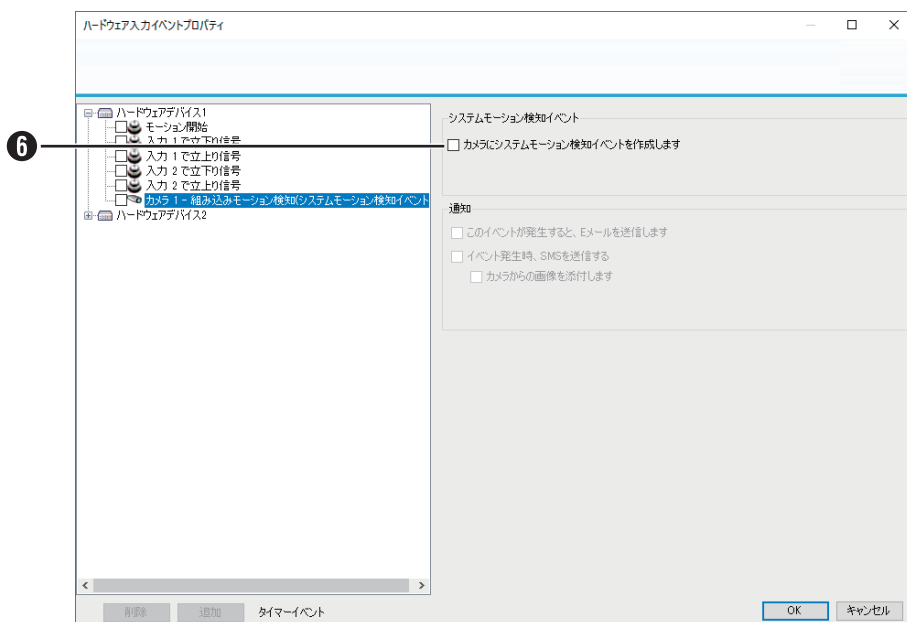 ハードウェア入力イベントプロパティ
ハードウェアデバイス1
モーション開始
入力 1 で立下り信号
入力 1 で立上り信号
入力 2 で立下り信号
入力 2 で立上り信号
カメラ 1 - 組み込みモーション検知(システムモーション検知イベント
ハードウェアデバイス2
システムモーション検知イベント
6
カメラにシステムモーション検知イベントを作成します
通知
このイベントが発生すると、Eメールを送信します
イベント発生時、SMSを送信する
カメラからの画像を添付します
削除
追加
タイマーイベント
OK
キャンセル